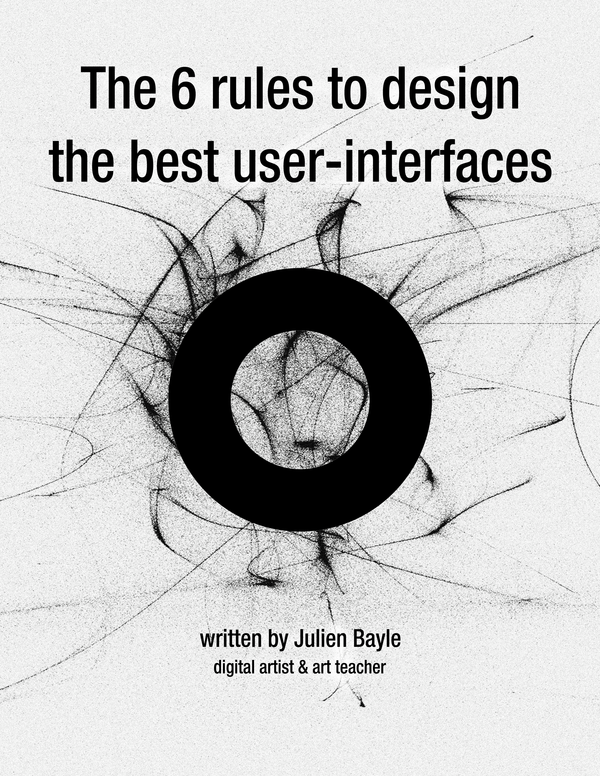 The 6 rules to design
the best user-interfaces
written by Julien Bayle
digital artist & art teacher